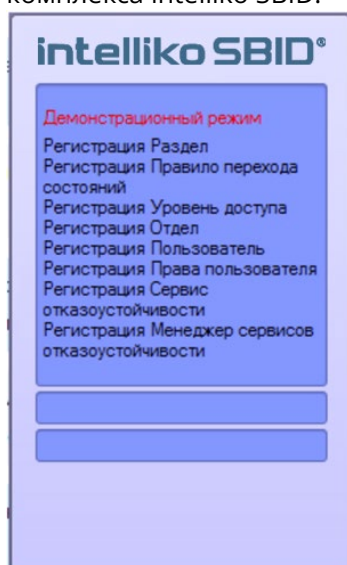 комплекса intelliko SBID.
intelliko SBID®
Демонстрационный режим
Регистрация Раздел
Регистрация Правило перехода
состояний
Регистрация Уровень доступа
Регистрация Отдел
Регистрация Пользователь
Регистрация Права пользователя
Регистрация Сервис
отказоустойчивости
Регистрация Менеджер сервисов
отказоустойчивости